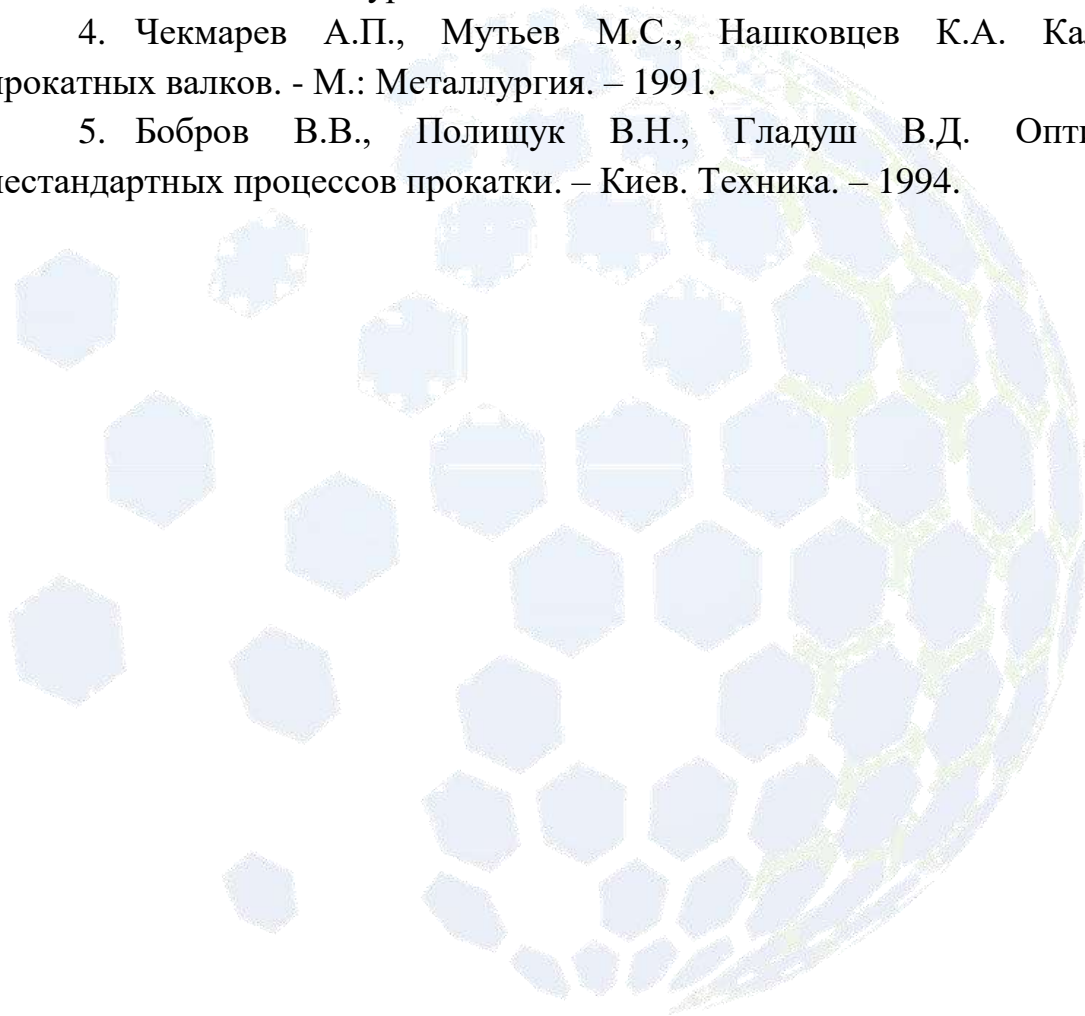 4. Чекмарев А.П., Мутьев М.С., Нашковцев К.А.
прокатных валков. - М.: Металлургия. – 1991.
5. Бобров В.В., Полищук В.Н., Гладуш В.Д.
нестандартных процессов прокатки. – Киев. Техника. – 1994.